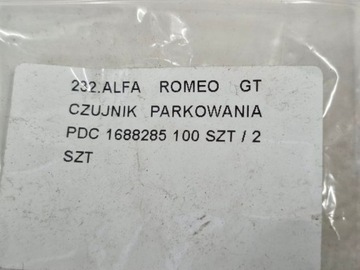 232.ALFA ROMEO GT
CZUJNIK PARKOWANIA
PDC 1688285 100 SZT / 2
SZT